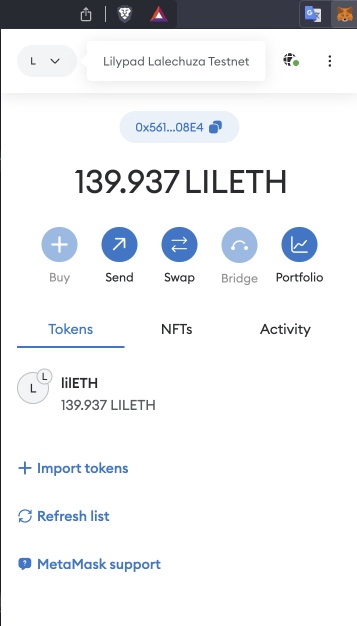 L
Lilypad Lalechuza Testnet
0x561...08E4
139.937 LILETH
Buy
Send
Swap
Bridge
Portfolio
Tokens
NFTs
Activity
L
L
lilETH
139.937 LILETH
Import tokens
Refresh list
MetaMask support